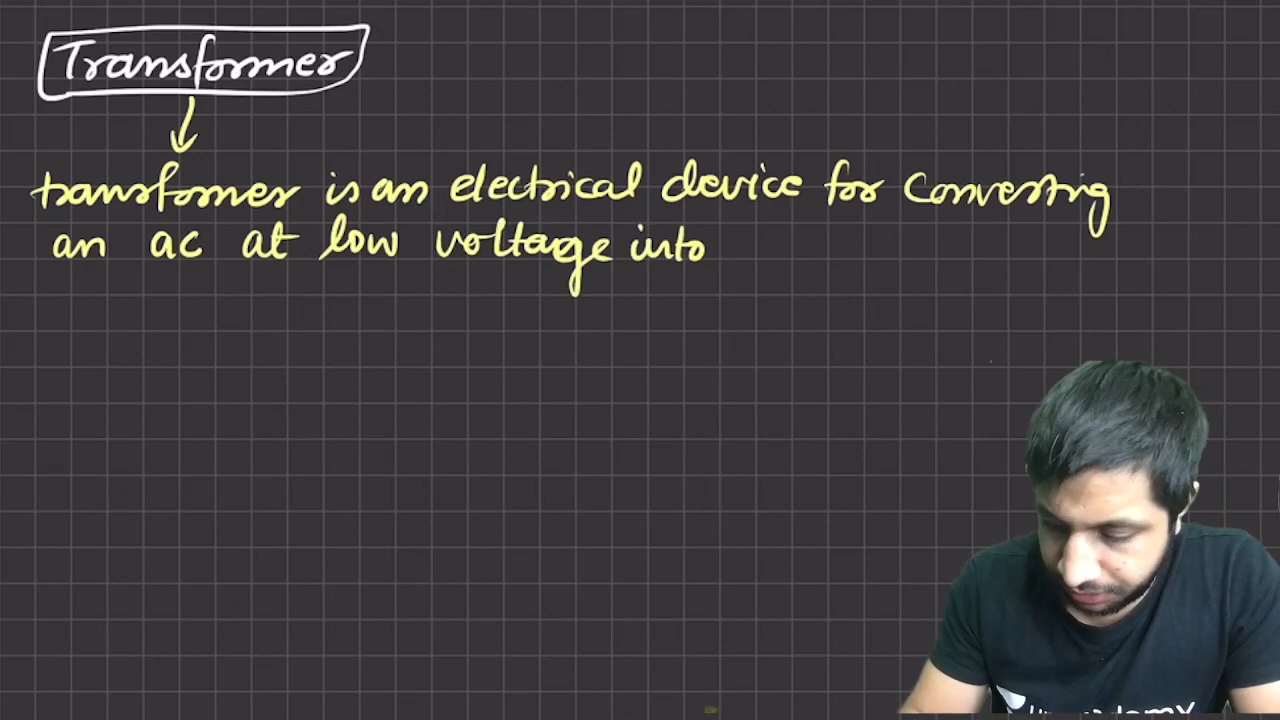 Transformer
transformer is an electrical device for Converting
an ac at low voltage into